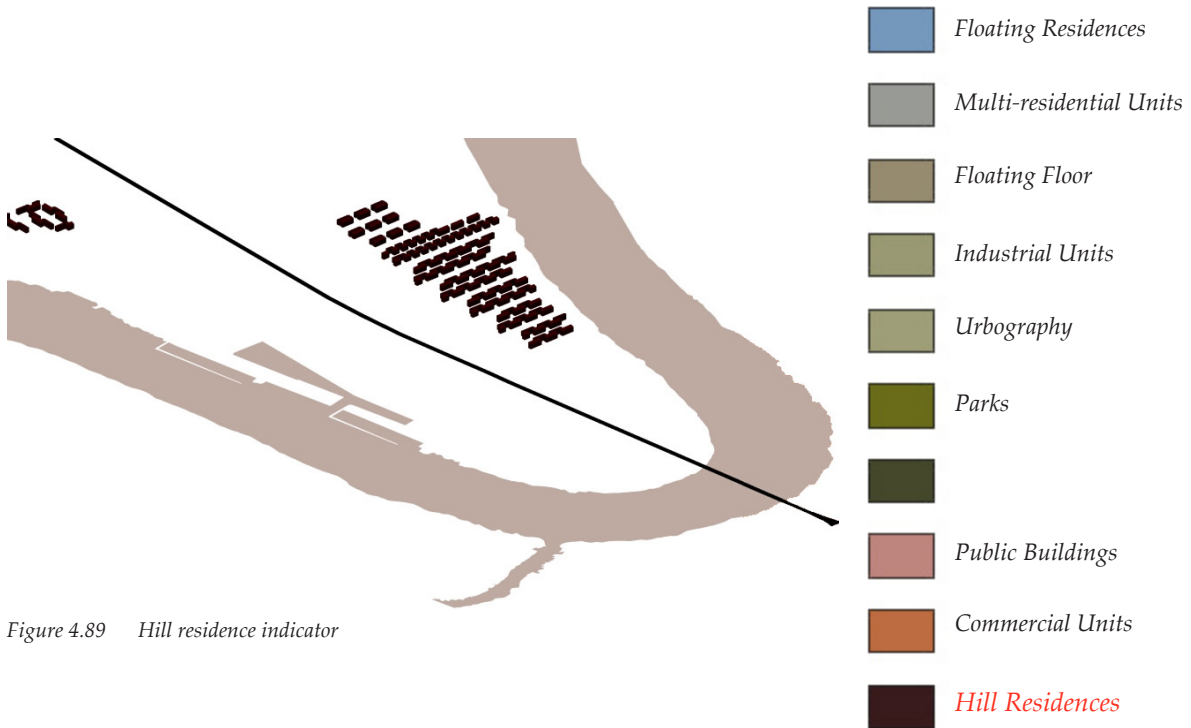 Floating Residences
Multi-residential Units
Floating Floor
Industrial Units
Urbography
Parks
Public Buildings
Commercial Units
Hill Residences
Figure 4.89 Hill residence indicator